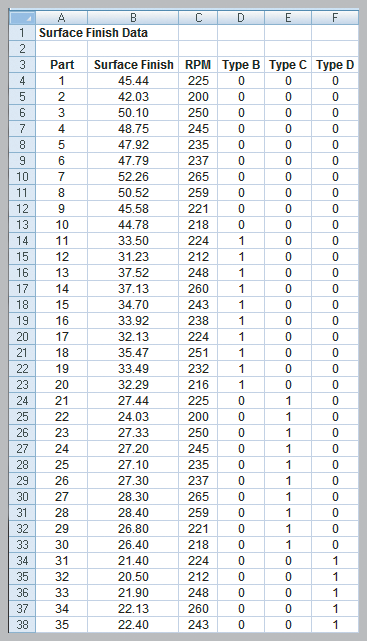 A B C D E F
1 Surface Finish Data
2
3 Part Surface Finish RPM Type B Type C Type D
4 1 45.44 225 0 0 0
5 2 42.03 200 0 0 0
6 3 50.10 250 0 0 0
7 4 48.75 245 0 0 0
8 5 47.92 235 0 0 0
9 6 47.79 237 0 0 0
10 7 52.26 265 0 0 0
11 8 50.52 259 0 0 0
12 9 45.58 221 0 0 0
13 10 44.78 218 0 0 0
14 11 33.50 224 1 0 0
15 12 31.23 212 1 0 0
16 13 37.52 248 1 0 0
17 14 37.13 260 1 0 0
18 15 34.70 243 1 0 0
19 16 33.92 238 1 0 0
20 17 32.13 224 1 0 0
21 18 35.47 251 1 0 0
22 19 33.49 232 1 0 0
23 20 32.29 216 1 0 0
24 21 27.44 225 0 1 0
25 22 24.03 200 0 1 0
26 23 27.33 250 0 1 0
27 24 27.20 245 0 1 0
28 25 27.10 235 0 1 0
29 26 27.30 237 0 1 0
30 27 28.30 265 0 1 0
31 28 28.40 259 0 1 0
32 29 26.80 221 0 1 0
33 30 26.40 218 0 1 0
34 31 21.40 224 0 0 1
35 32 20.50 212 0 0 1
36 33 21.90 248 0 0 1
37 34 22.13 260 0 0 1
38 35 22.40 243 0 0 1